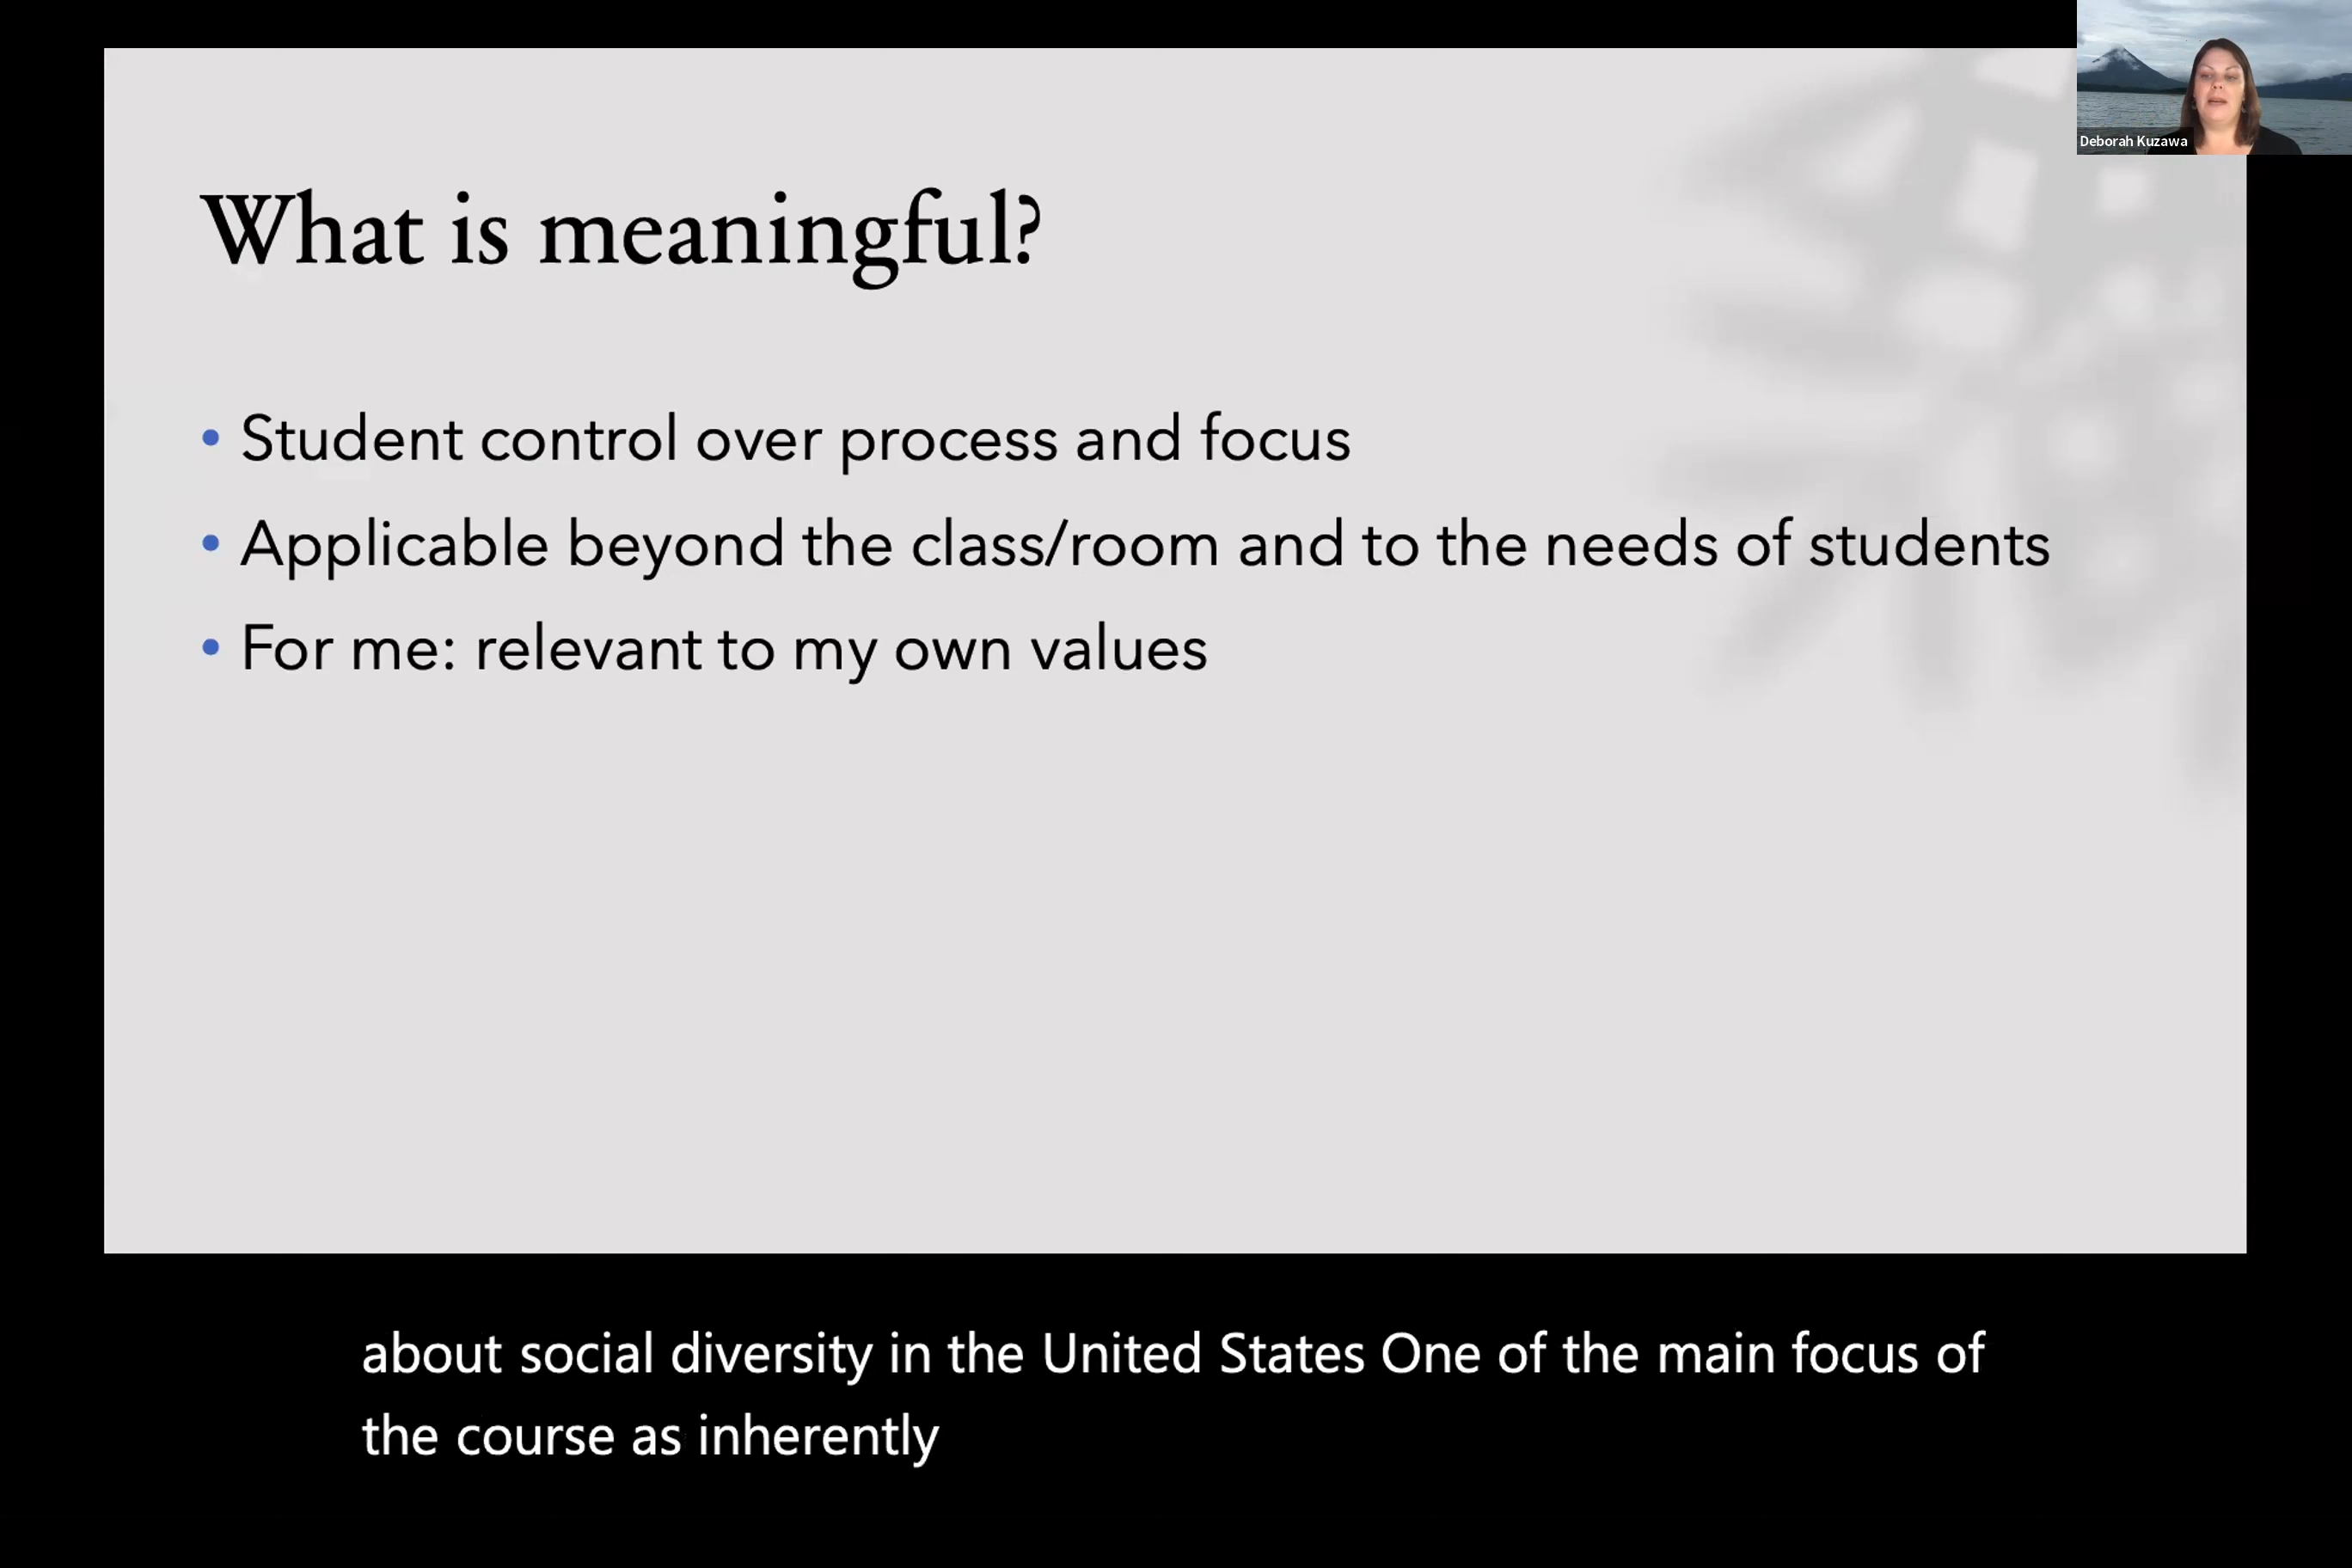 Deborah Kuzawa
What is meaningful?
• Student control over process and focus
• Applicable beyond the class/room and to the needs of students
• For me: relevant to my own values
about social diversity in the United States One of the main focus of
the course as inherently